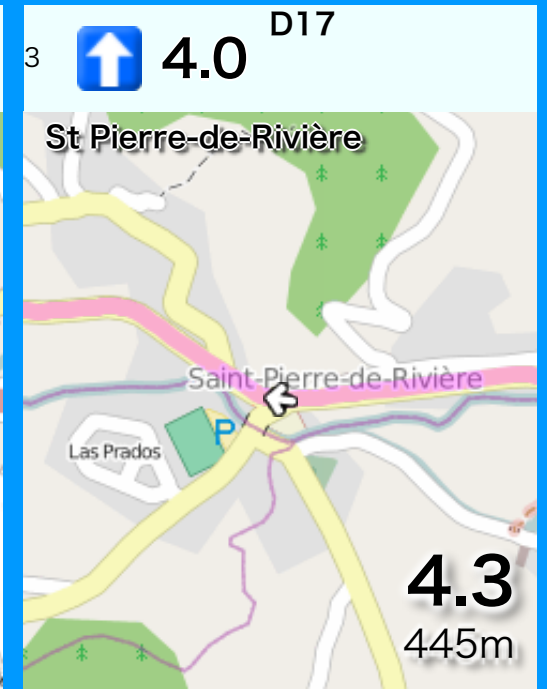 D17
3
4.0
St Pierre-de-Rivière
Saint-Pierre-de-Rivière
P
Las Prados
4.3
445m